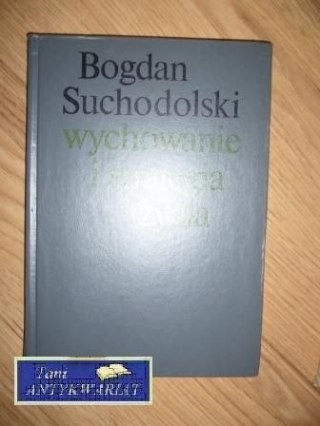 Bogdan
Suchodolski
wychowanie
i strategia
życia
Tani
ANTYKWARIAT